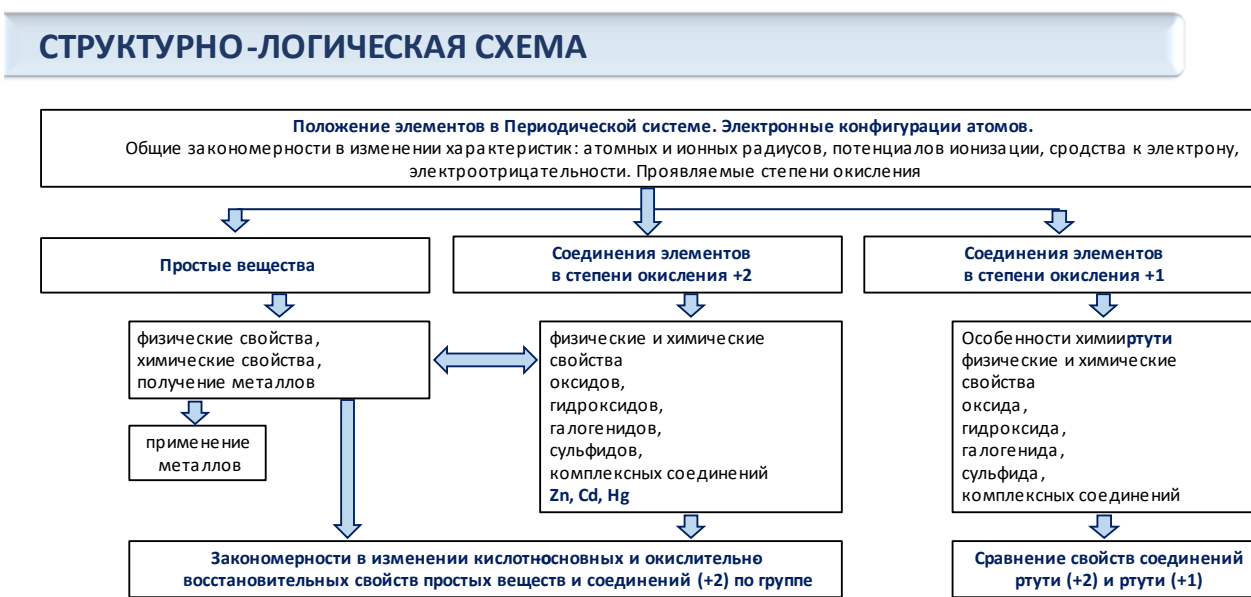 СТРУКТУРНО-ЛОГИЧЕСКАЯ СХЕМА
Положение элементов в Периодической системе. Электронные конфигурации атомов.
Общие закономерности в изменении характеристик: атомных и ионных радиусов, потенциалов ионизации, сродства к электрону,
электроотрицательности. Проявляемые степени окисления
Простые вещества
Соединения элементов
в степени окисления +2
Соединения элементов
в степени окисления +1
физические свойства,
химические свойства,
получение металлов
применение
металлов
физические и химические
свойства
оксидов,
гидроксидов,
галогенидов,
сульфидов,
комплексных соединений
Zn, Cd, Hg
Особенности химииртути
физические и химические
свойства
оксида,
гидроксида,
галогенида,
сульфида,
комплексных соединений
Закономерности в изменении кислотно-основных и окислительно-
восстановительных свойств простых веществ и соединений (+2) по группе
Сравнение свойств соединений
ртути (+2) и ртути (+1)